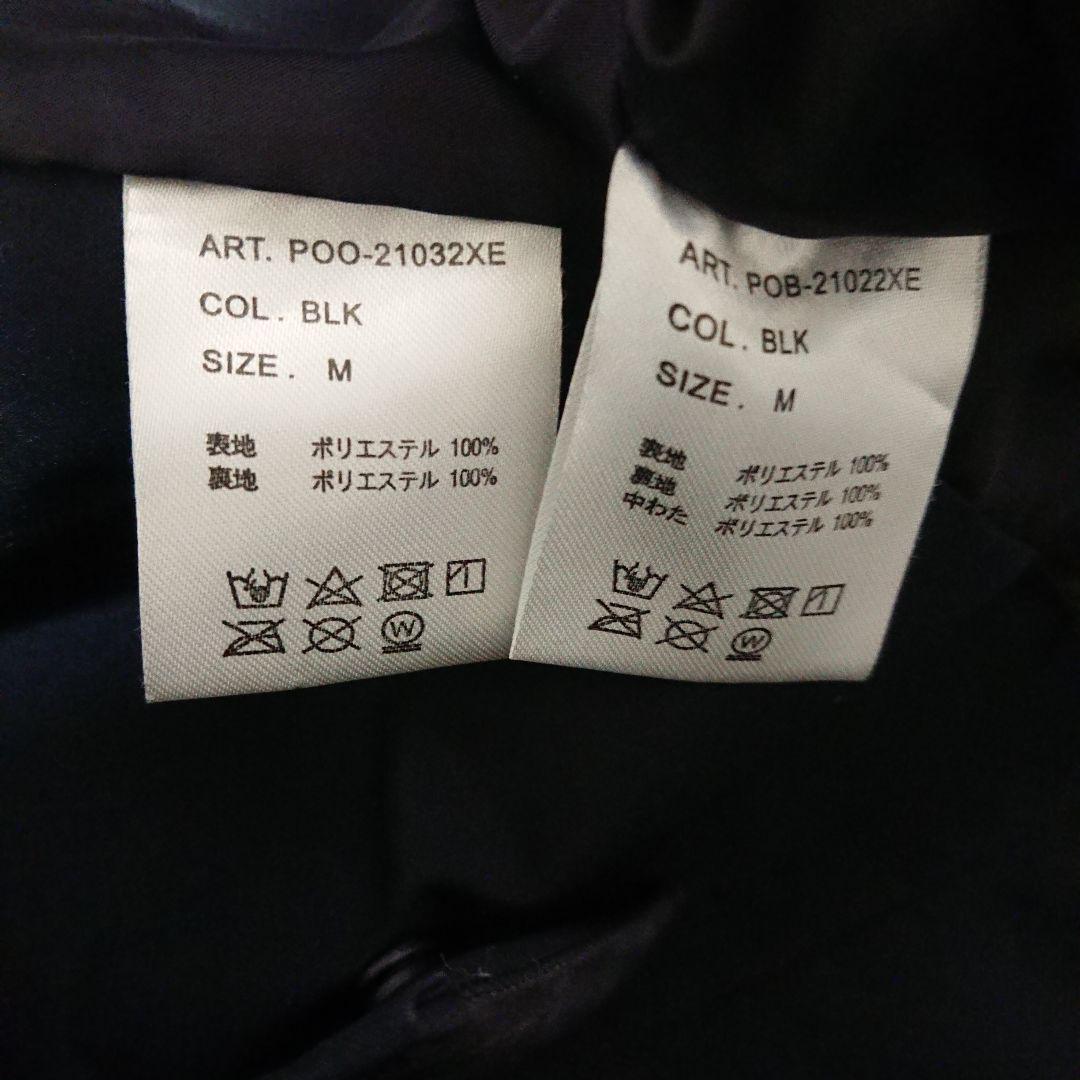 ART. POO-21032XE
COL. BLK
SIZE. M
表地 ポリエステル 100%
裏地 ポリエステル 100%
W
ART. POB-21022XE
COL. BLK
SIZE. M
表地 ポリエステル 100%
裏地 ポリエステル 100%
中わた ポリエステル 100%
W